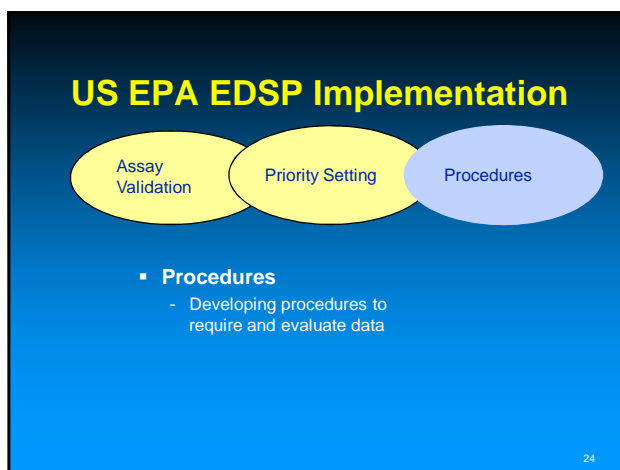 US EPA EDSP Implementation
Assay
Validation
Priority Setting
Procedures
▪ Procedures
- Developing procedures to
require and evaluate data
24